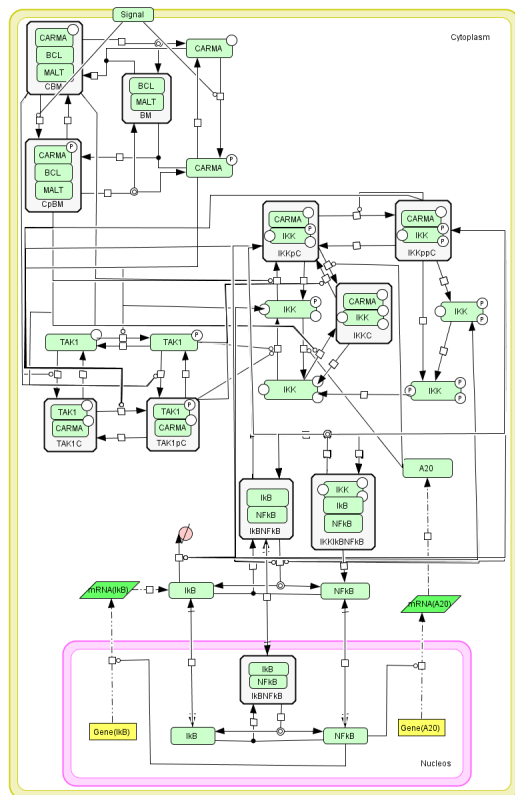 Signal
Cytoplasm
CARMA
BCL
MALT
CBM
CARMA
BCL
MALT
BM
CARMA
P
BCL
MALT
CpBM
CARMA
P
CARMA
P
IKK
P
IKKpC
CARMA
P
IKK
P
IKKppC
IKK
P
CARMA
IKK
IKKC
IKK
P
P
TAK1
TAK1
P
IKK
P
IKK
P
P
TAK1
CARMA
TAK1C
TAK1
P
CARMA
TAK1pC
A20
IkB
NFkB
IkBNFkB
IKK
IkB
NFkB
IKKIkBNFkB
mRNA(IkB)
IkB
NFkB
mRNA(A20)
IkB
NFkB
IkBNFkB
Gene(IkB)
IkB
NFkB
Gene(A20)
Nucleos